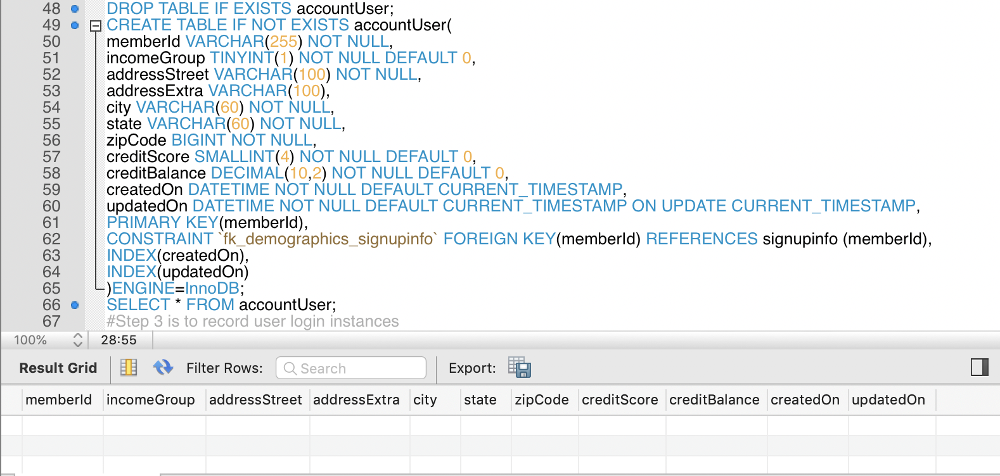 48 DROP TABLE IF EXISTS accountUser;
49 CREATE TABLE IF NOT EXISTS accountUser(
50 memberId VARCHAR(255) NOT NULL,
51 incomeGroup TINYINT(1) NOT NULL DEFAULT 0,
52 addressStreet VARCHAR(100) NOT NULL,
53 addressExtra VARCHAR(100),
54 city VARCHAR(60) NOT NULL,
55 state VARCHAR(60) NOT NULL,
56 zipCode BIGINT NOT NULL,
57 creditScore SMALLINT(4) NOT NULL DEFAULT 0,
58 creditBalance DECIMAL(10,2) NOT NULL DEFAULT 0,
59 createdOn DATETIME NOT NULL DEFAULT CURRENT_TIMESTAMP,
60 updatedOn DATETIME NOT NULL DEFAULT CURRENT_TIMESTAMP ON UPDATE CURRENT_TIMESTAMP,
61 PRIMARY KEY(memberId),
62 CONSTRAINT `fk_demographics_signupinfo` FOREIGN KEY(memberId) REFERENCES signupinfo (memberId),
63 INDEX(createdOn),
64 INDEX(updatedOn)
65 )ENGINE=InnoDB;
66 SELECT * FROM accountUser;
67 #Step 3 is to record user login instances
100% 28:55
Result Grid Filter Rows: Search Export:
memberId incomeGroup addressStreet addressExtra city state zipCode creditScore creditBalance createdOn updatedOn